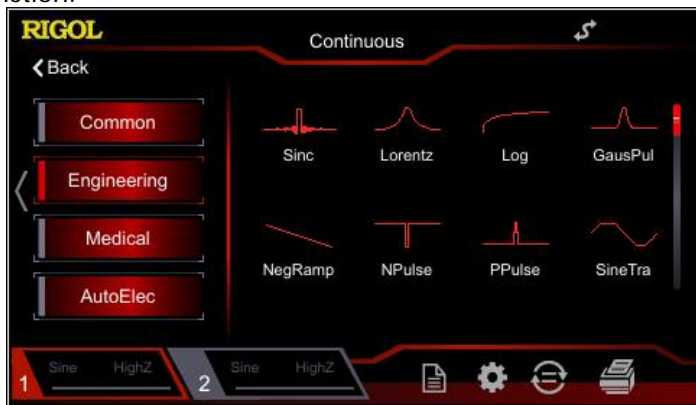 RIGOL
Continuous
Back
Common
Engineering
Medical
AutoElec
Sinc Lorentz Log GausPul
NegRamp NPulse PPulse SineTra
1 Sine HighZ 2 Sine HighZ